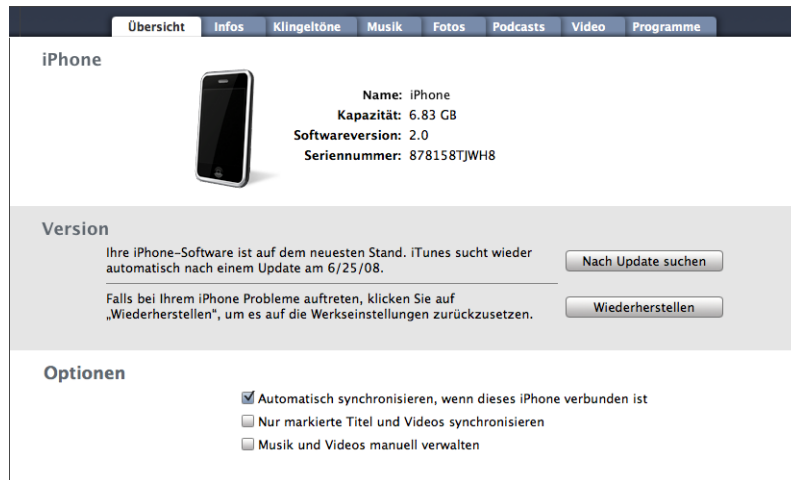 Übersicht Infos Klingeltöne Musik Fotos Podcasts Video Programme
iPhone
Name: iPhone
Kapazität: 6.83 GB
Softwareversion: 2.0
Seriennummer: 878158TJWH8
Version
Ihre iPhone-Software ist auf dem neuesten Stand. iTunes sucht wieder
automatisch nach einem Update am 6/25/08.
Nach Update suchen
Falls bei Ihrem iPhone Probleme auftreten, klicken Sie auf
„Wiederherstellen", um es auf die Werkseinstellungen zurückzusetzen.
Wiederherstellen
Optionen
Automatisch synchronisieren, wenn dieses iPhone verbunden ist
Nur markierte Titel und Videos synchronisieren
Musik und Videos manuell verwalten